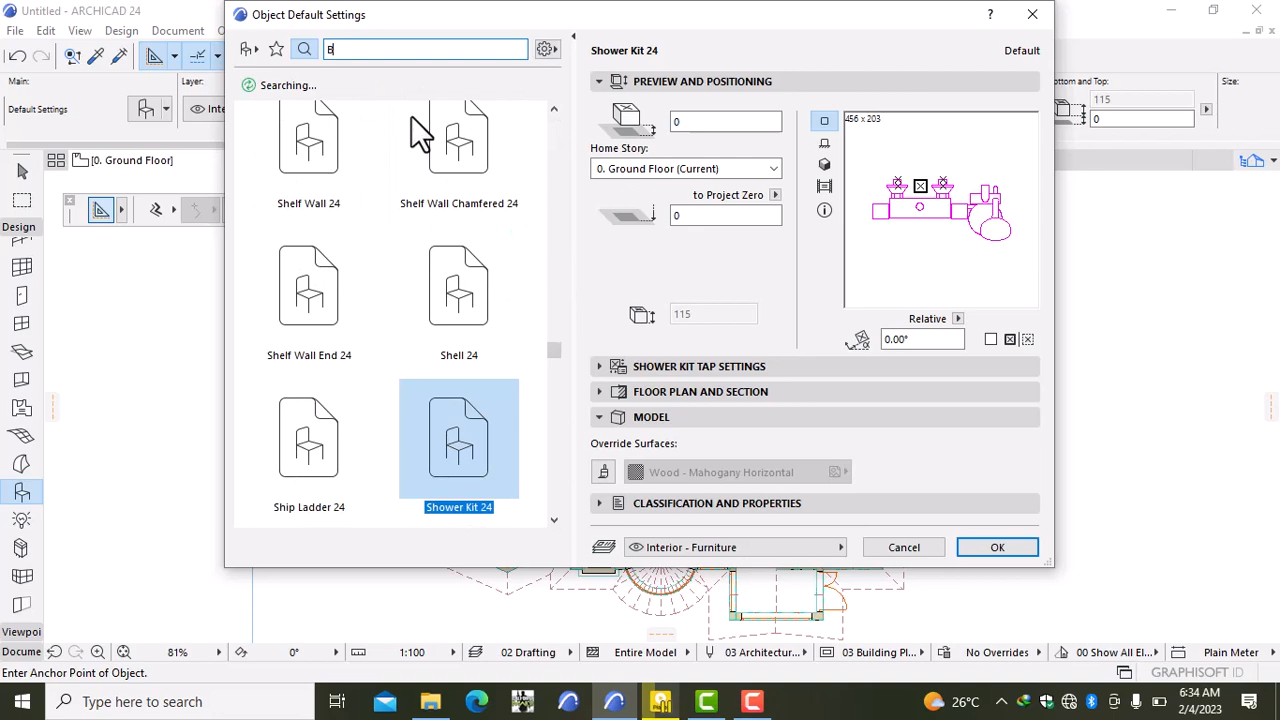 Untitled - ARCHICAD 24
File Edit View Design Document
Main:
Layer:
Default Settings
Inte
[0. Ground Floor]
Design
Viewpoi
Docume
Object Default Settings
B
Searching...
Shelf Wall 24
Shelf Wall Chamfered 24
Shelf Wall End 24
Shell 24
Ship Ladder 24
Shower Kit 24
Shower Kit 24
Default
PREVIEW AND POSITIONING
0
Home Story:
0. Ground Floor (Current)
to Project Zero
0
115
456 x 203
Relative
0.00°
SHOWER KIT TAP SETTINGS
FLOOR PLAN AND SECTION
MODEL
Override Surfaces:
Wood - Mahogany Horizontal
CLASSIFICATION AND PROPERTIES
Interior - Furniture
Cancel
OK
ottom and Top:
Size:
115
0
81%
0°
1:100
02 Drafting
Entire Model
03 Architectur...
03 Building Pl...
No Overrides
00 Show All El...
Plain Meter
Enter Anchor Point of Object.
GRAPHISOFT ID
Type here to search
26°C
6:34 AM
2/4/2023